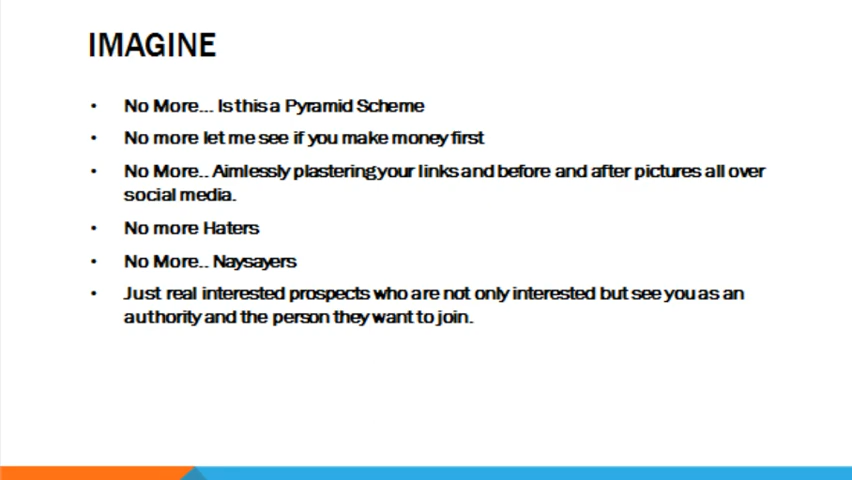 IMAGINE
• No More... Is this a Pyramid Scheme
• No more let me see if you make money first
• No More.. Aimlessly plastering your links and before and after pictures all over
social media.
• No more Haters
• No More.. Naysayers
• Just real interested prospects who are not only interested but see you as an
authority and the person they want to join.